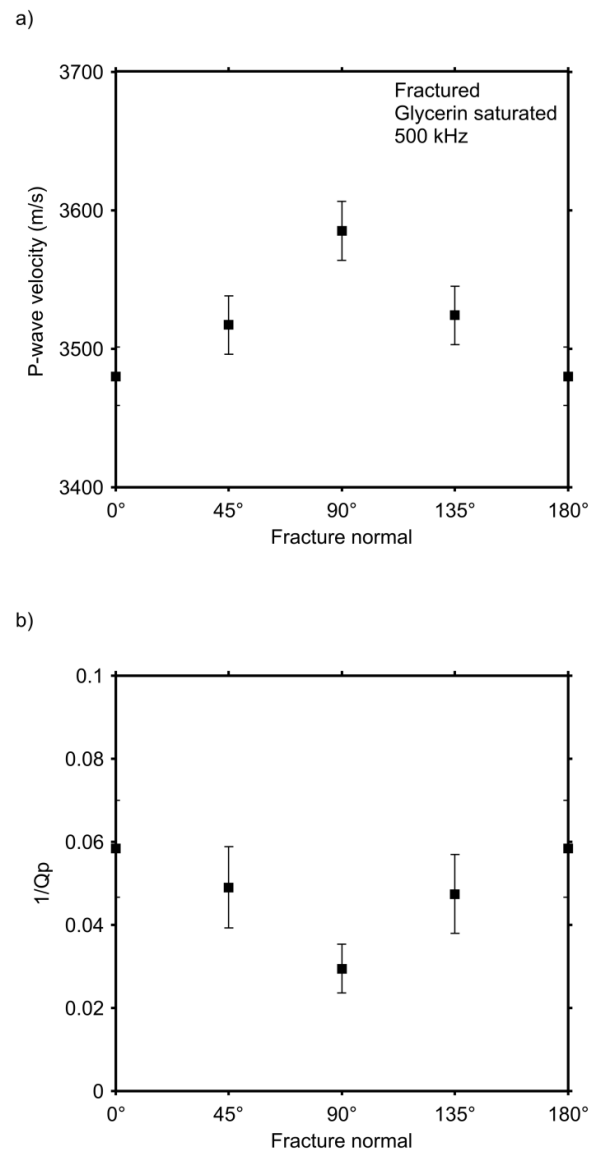 a)
3700
Fractured
Glycerin saturated
500 kHz
3600
P-wave velocity (m/s)
3500
3400
0° 45° 90° 135° 180°
Fracture normal
b)
0.1
0.08
0.06
1/Qp
0.04
0.02
0
0° 45° 90° 135° 180°
Fracture normal